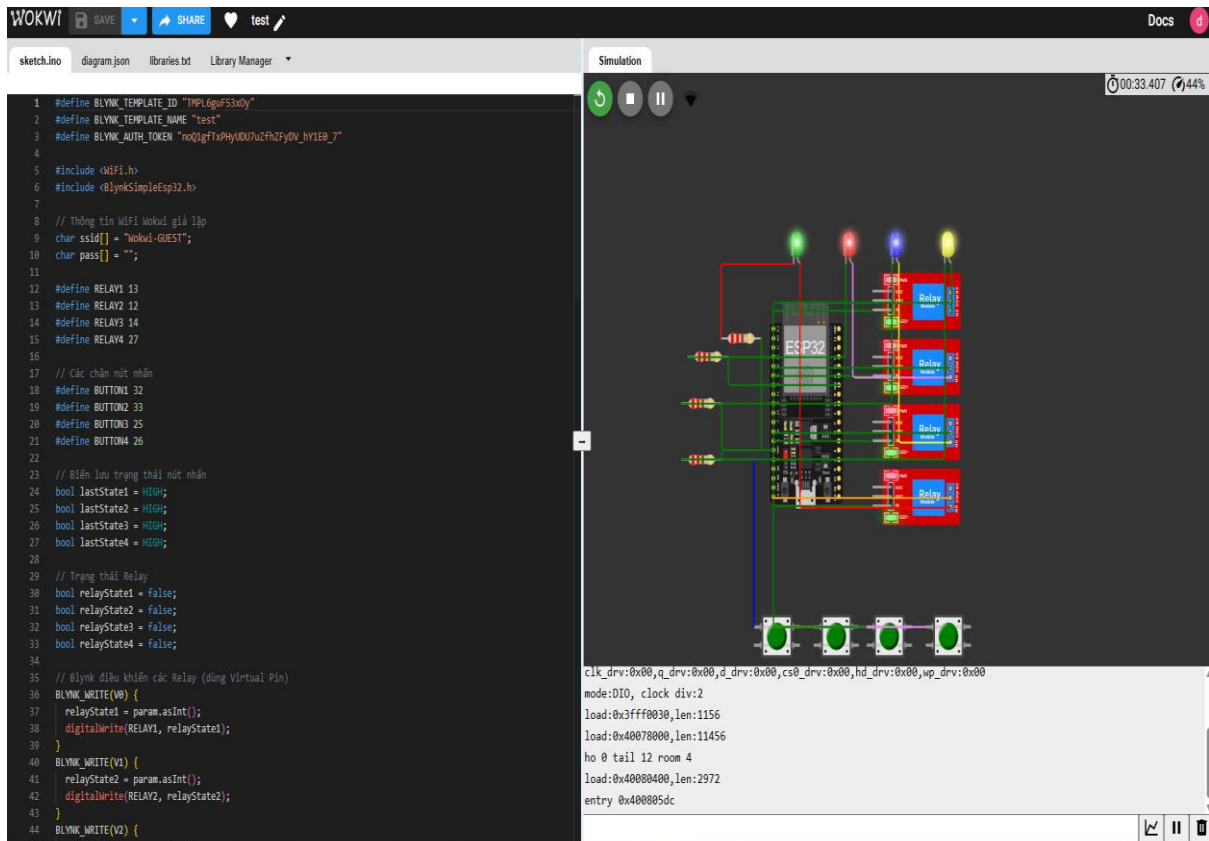 WOKWI SAVE SHARE test Docs d
sketch.ino diagram.json libraries.txt Library Manager
Simulation
00:33.407 44%
1 #define BLYNK_TEMPLATE_ID "TMPL6guF53xOy"
2 #define BLYNK_TEMPLATE_NAME "test"
3 #define BLYNK_AUTH_TOKEN "noQ1gfTxPHyUDU7uZfhZFyDV_hY1E0_7"
4
5 #include <WiFi.h>
6 #include <BlynkSimpleEsp32.h>
7
8 // Thông tin WiFi Wokwi giả lập
9 char ssid[] = "Wokwi-GUEST";
10 char pass[] = "";
11
12 #define RELAY1 13
13 #define RELAY2 12
14 #define RELAY3 14
15 #define RELAY4 27
16
17 // Các chân nút nhấn
18 #define BUTTON1 32
19 #define BUTTON2 33
20 #define BUTTON3 25
21 #define BUTTON4 26
22
23 // Biến lưu trạng thái nút nhấn
24 bool lastState1 = HIGH;
25 bool lastState2 = HIGH;
26 bool lastState3 = HIGH;
27 bool lastState4 = HIGH;
28
29 // Trạng thái Relay
30 bool relayState1 = false;
31 bool relayState2 = false;
32 bool relayState3 = false;
33 bool relayState4 = false;
34
35 // Blynk điều khiển các Relay (dùng Virtual Pin)
36 BLYNK_WRITE(V0) {
37 relayState1 = param.asInt();
38 digitalWrite(RELAY1, relayState1);
39 }
40 BLYNK_WRITE(V1) {
41 relayState2 = param.asInt();
42 digitalWrite(RELAY2, relayState2);
43 }
44 BLYNK_WRITE(V2) {
ESP32
Relay
Module
Relay
Module
Relay
Module
Relay
Module
clk_drv:0x00,q_drv:0x00,d_drv:0x00,cs0_drv:0x00,hd_drv:0x00,wp_drv:0x00
mode:DIO, clock div:2
load:0x3fff0030,len:1156
load:0x40078000,len:11456
ho 0 tail 12 room 4
load:0x40080400,len:2972
entry 0x400805dc